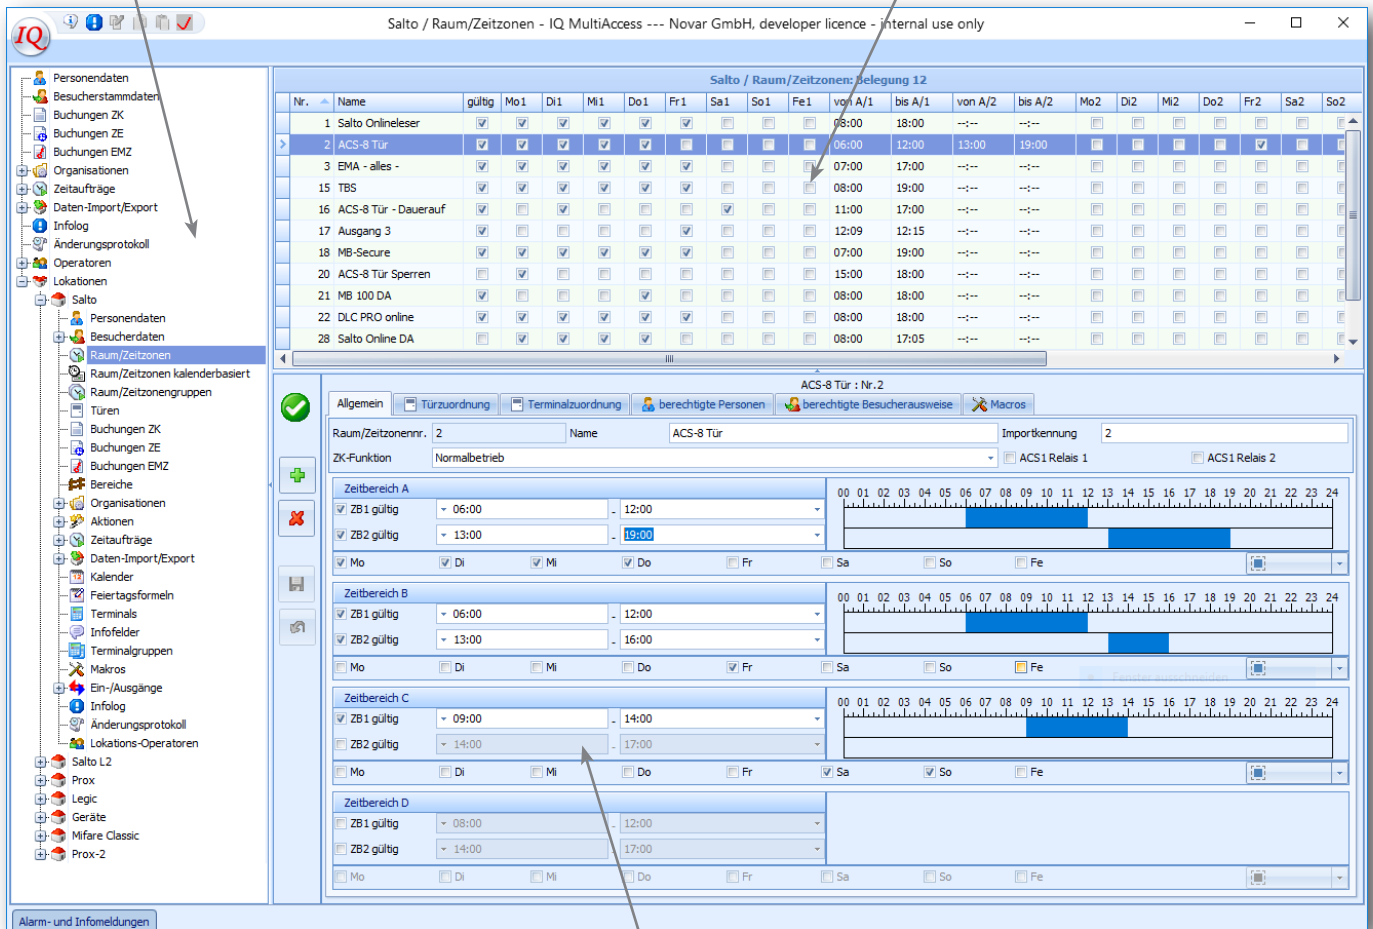 IQ
Salto / Raum/Zeitzonen - IQ MultiAccess --- Novar GmbH, developer licence - internal use only
Personendaten
Besucherstammdaten
Buchungen ZK
Buchungen ZE
Buchungen EMZ
Organisationen
Zeitaufträge
Daten-Import/Export
Infolog
Änderungsprotokoll
Operatoren
Lokationen
Salto
Personendaten
Besucherdaten
Raum/Zeitzonen
Raum/Zeitzonen kalenderbasiert
Raum/Zeitzonengruppen
Türen
Buchungen ZK
Buchungen ZE
Buchungen EMZ
Bereiche
Organisationen
Aktionen
Zeitaufträge
Daten-Import/Export
Kalender
Feiertagsformeln
Terminals
Infofelder
Terminalgruppen
Makros
Ein-/Ausgänge
Infolog
Änderungsprotokoll
Lokations-Operatoren
Salto L2
Prox
Legic
Geräte
Mifare Classic
Prox-2
Salto / Raum/Zeitzonen: Belegung 12
Nr. Name gültig Mo1 Di1 Mi1 Do1 Fr1 Sa1 So1 Fe1 von A/1 bis A/1 von A/2 bis A/2 Mo2 Di2 Mi2 Do2 Fr2 Sa2 So2
1 Salto Onlineleser 08:00 18:00 --:-- --:--
2 ACS-8 Tür 06:00 12:00 13:00 19:00
3 EMA - alles - 07:00 17:00 --:-- --:--
15 TBS 08:00 19:00 --:-- --:--
16 ACS-8 Tür - Dauerauf 11:00 17:00 --:-- --:--
17 Ausgang 3 12:09 12:15 --:-- --:--
18 MB-Secure 07:00 19:00 --:-- --:--
20 ACS-8 Tür Sperren 15:00 18:00 --:-- --:--
21 MB 100 DA 08:00 18:00 --:-- --:--
22 DLC PRO online 08:00 18:00 --:-- --:--
28 Salto Online DA 08:00 17:05 --:-- --:--
ACS-8 Tür : Nr.2
Allgemein Türzuordnung Terminalzuordnung berechtigte Personen berechtigte Besucherausweise Macros
Raum/Zeitzonennr. 2 Name ACS-8 Tür Importkennung 2
ZK-Funktion Normalbetrieb ACS1 Relais 1 ACS1 Relais 2
Zeitbereich A
00 01 02 03 04 05 06 07 08 09 10 11 12 13 14 15 16 17 18 19 20 21 22 23 24
ZB1 gültig 06:00 - 12:00
ZB2 gültig 13:00 - 19:00
Mo Di Mi Do Fr Sa So Fe
Zeitbereich B
00 01 02 03 04 05 06 07 08 09 10 11 12 13 14 15 16 17 18 19 20 21 22 23 24
ZB1 gültig 06:00 - 12:00
ZB2 gültig 13:00 - 16:00
Mo Di Mi Do Fr Sa So Fe
Fenster ausschneiden
Zeitbereich C
00 01 02 03 04 05 06 07 08 09 10 11 12 13 14 15 16 17 18 19 20 21 22 23 24
ZB1 gültig 09:00 - 14:00
ZB2 gültig 14:00 - 17:00
Mo Di Mi Do Fr Sa So Fe
Zeitbereich D
ZB1 gültig 08:00 - 12:00
ZB2 gültig 14:00 - 17:00
Mo Di Mi Do Fr Sa So Fe
Alarm- und Infomeldungen